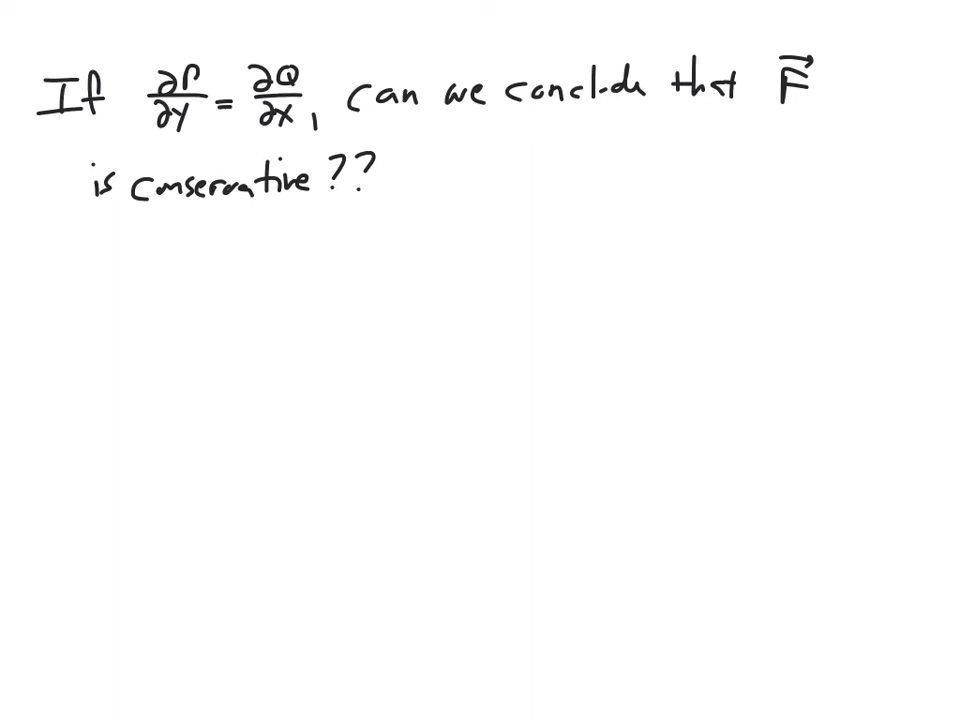 If ∂P/∂y = ∂Q/∂x, can we conclude that F⃗
is conservative??